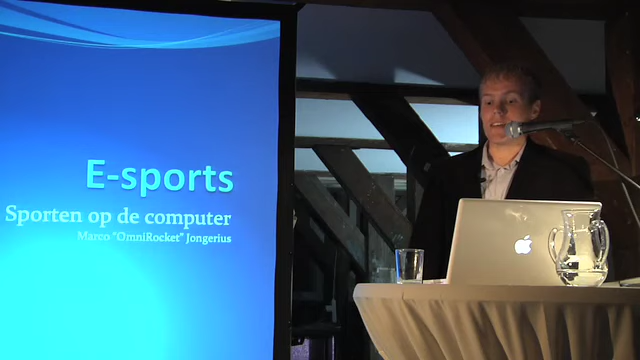 E-sports
Sporten op de computer
Marco "OmniRocket" Jongerius